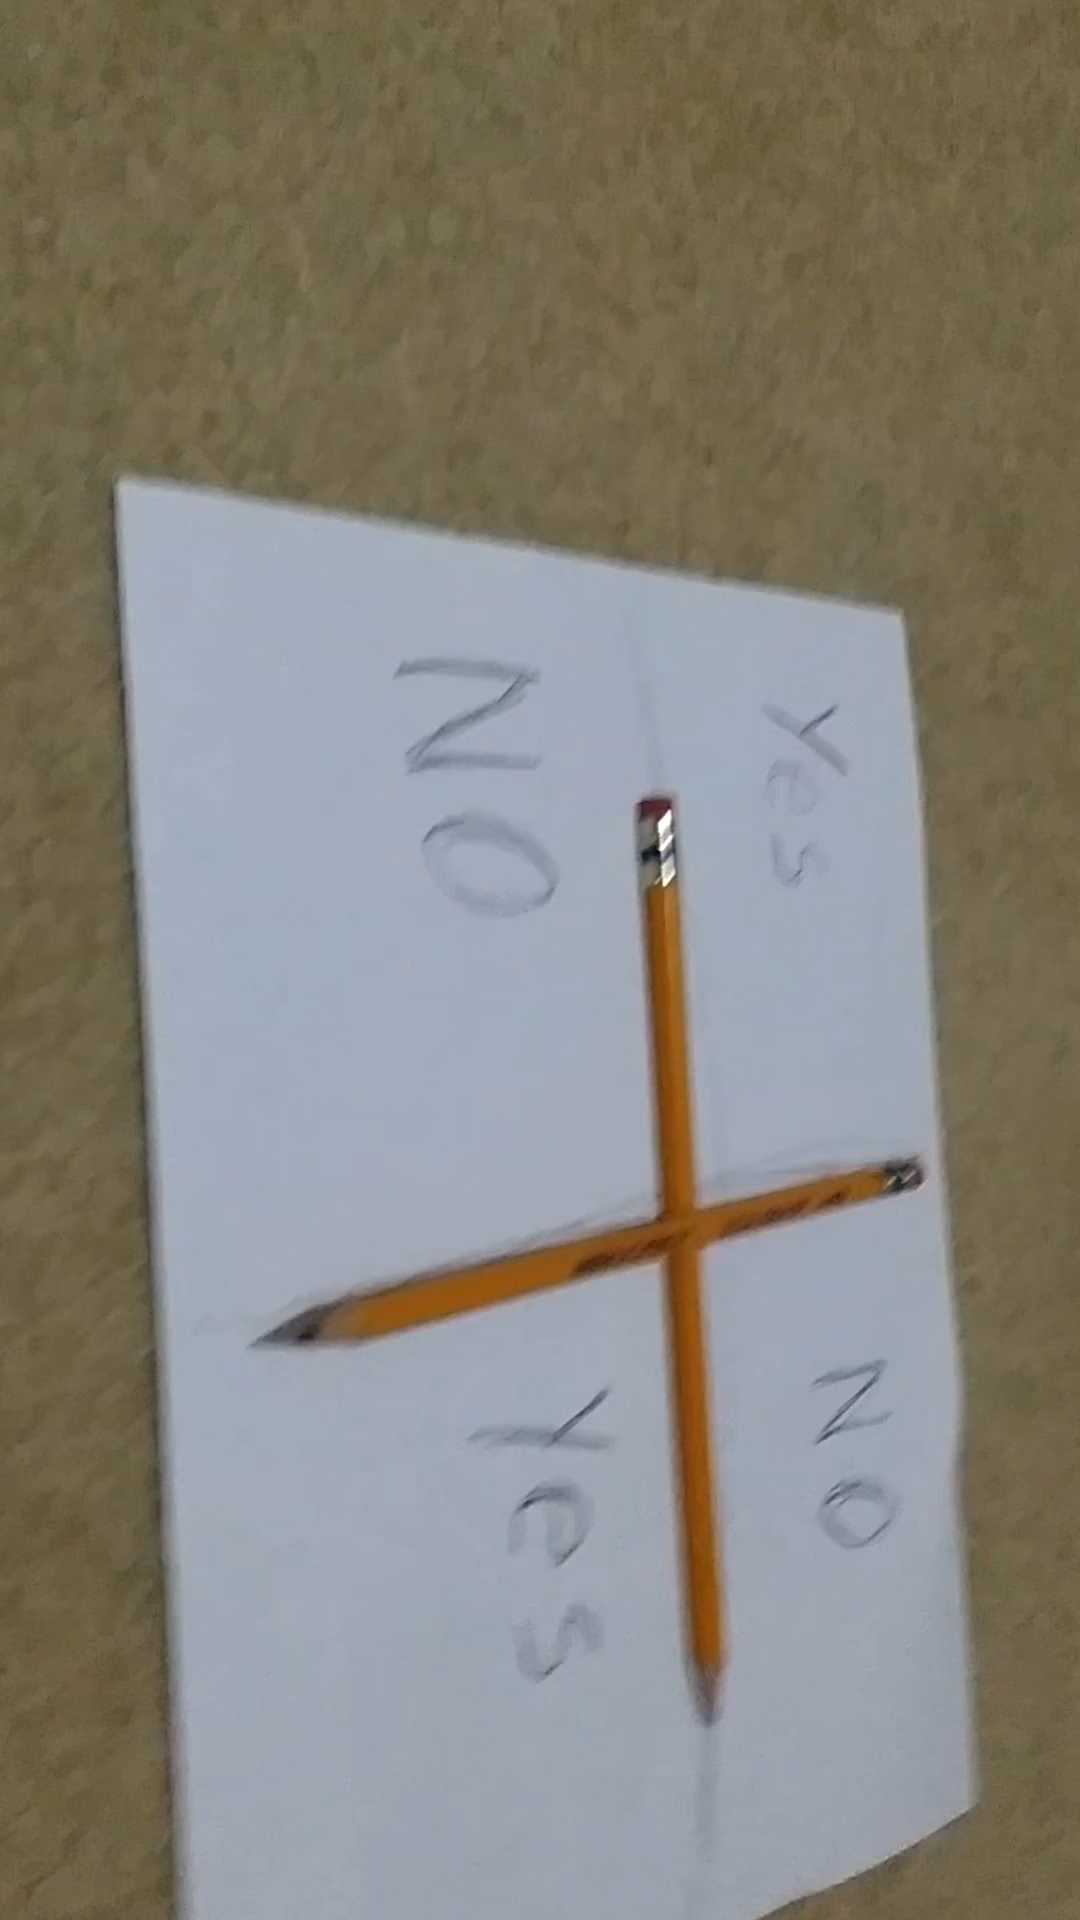 Yes NO
NO Yes